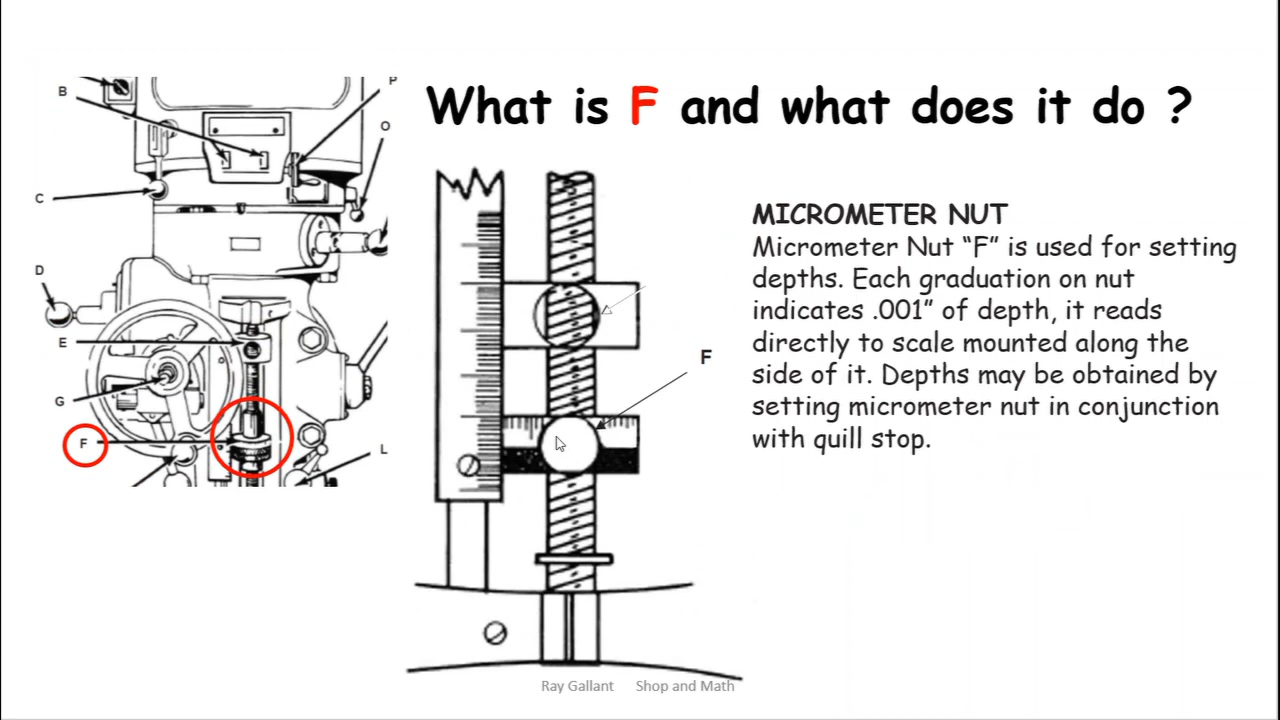 What is F and what does it do ?
B
P
O
C
D
E
G
F
L
F
MICROMETER NUT
Micrometer Nut “F” is used for setting
depths. Each graduation on nut
indicates .001” of depth, it reads
directly to scale mounted along the
side of it. Depths may be obtained by
setting micrometer nut in conjunction
with quill stop.
Ray Gallant Shop and Math